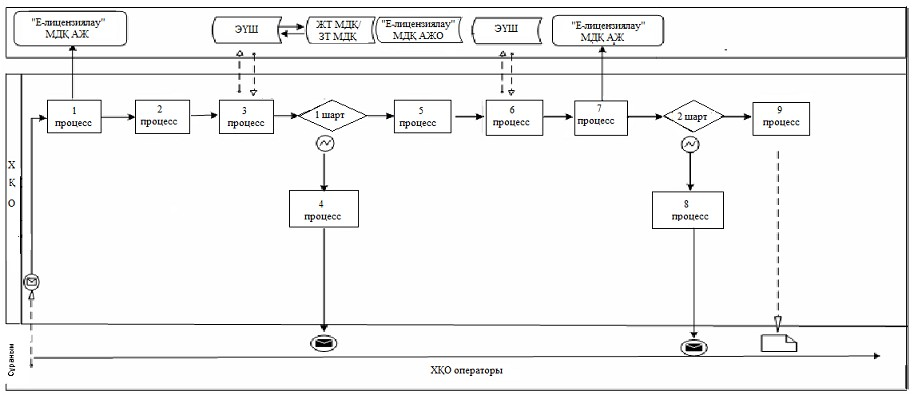 "Е-лицензиялау"
МДҚ АЖ
ЭҮШ
ЖТ МДҚ/
ЗТ МДҚ
"Е-лицензиялау"
МДҚ АЖО
ЭҮШ
"Е-лицензиялау"
МДҚ АЖ
1
процесс
2
процесс
3
процесс
1 шарт
5
процесс
6
процесс
7
процесс
2 шарт
9
процесс
Х
Қ
О
4
процесс
8
процесс
Сұраным
ХҚО операторы